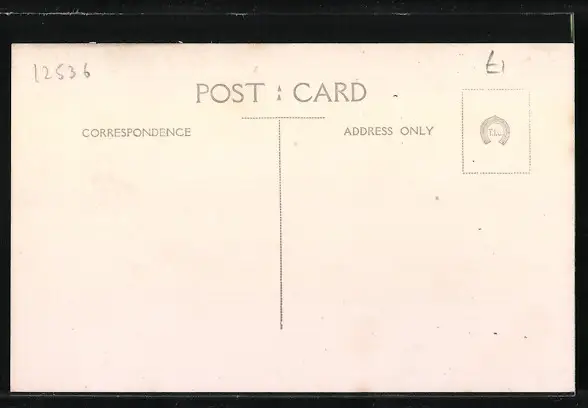 12536
£1
POST : CARD
CORRESPONDENCE
ADDRESS ONLY
T.I.C.